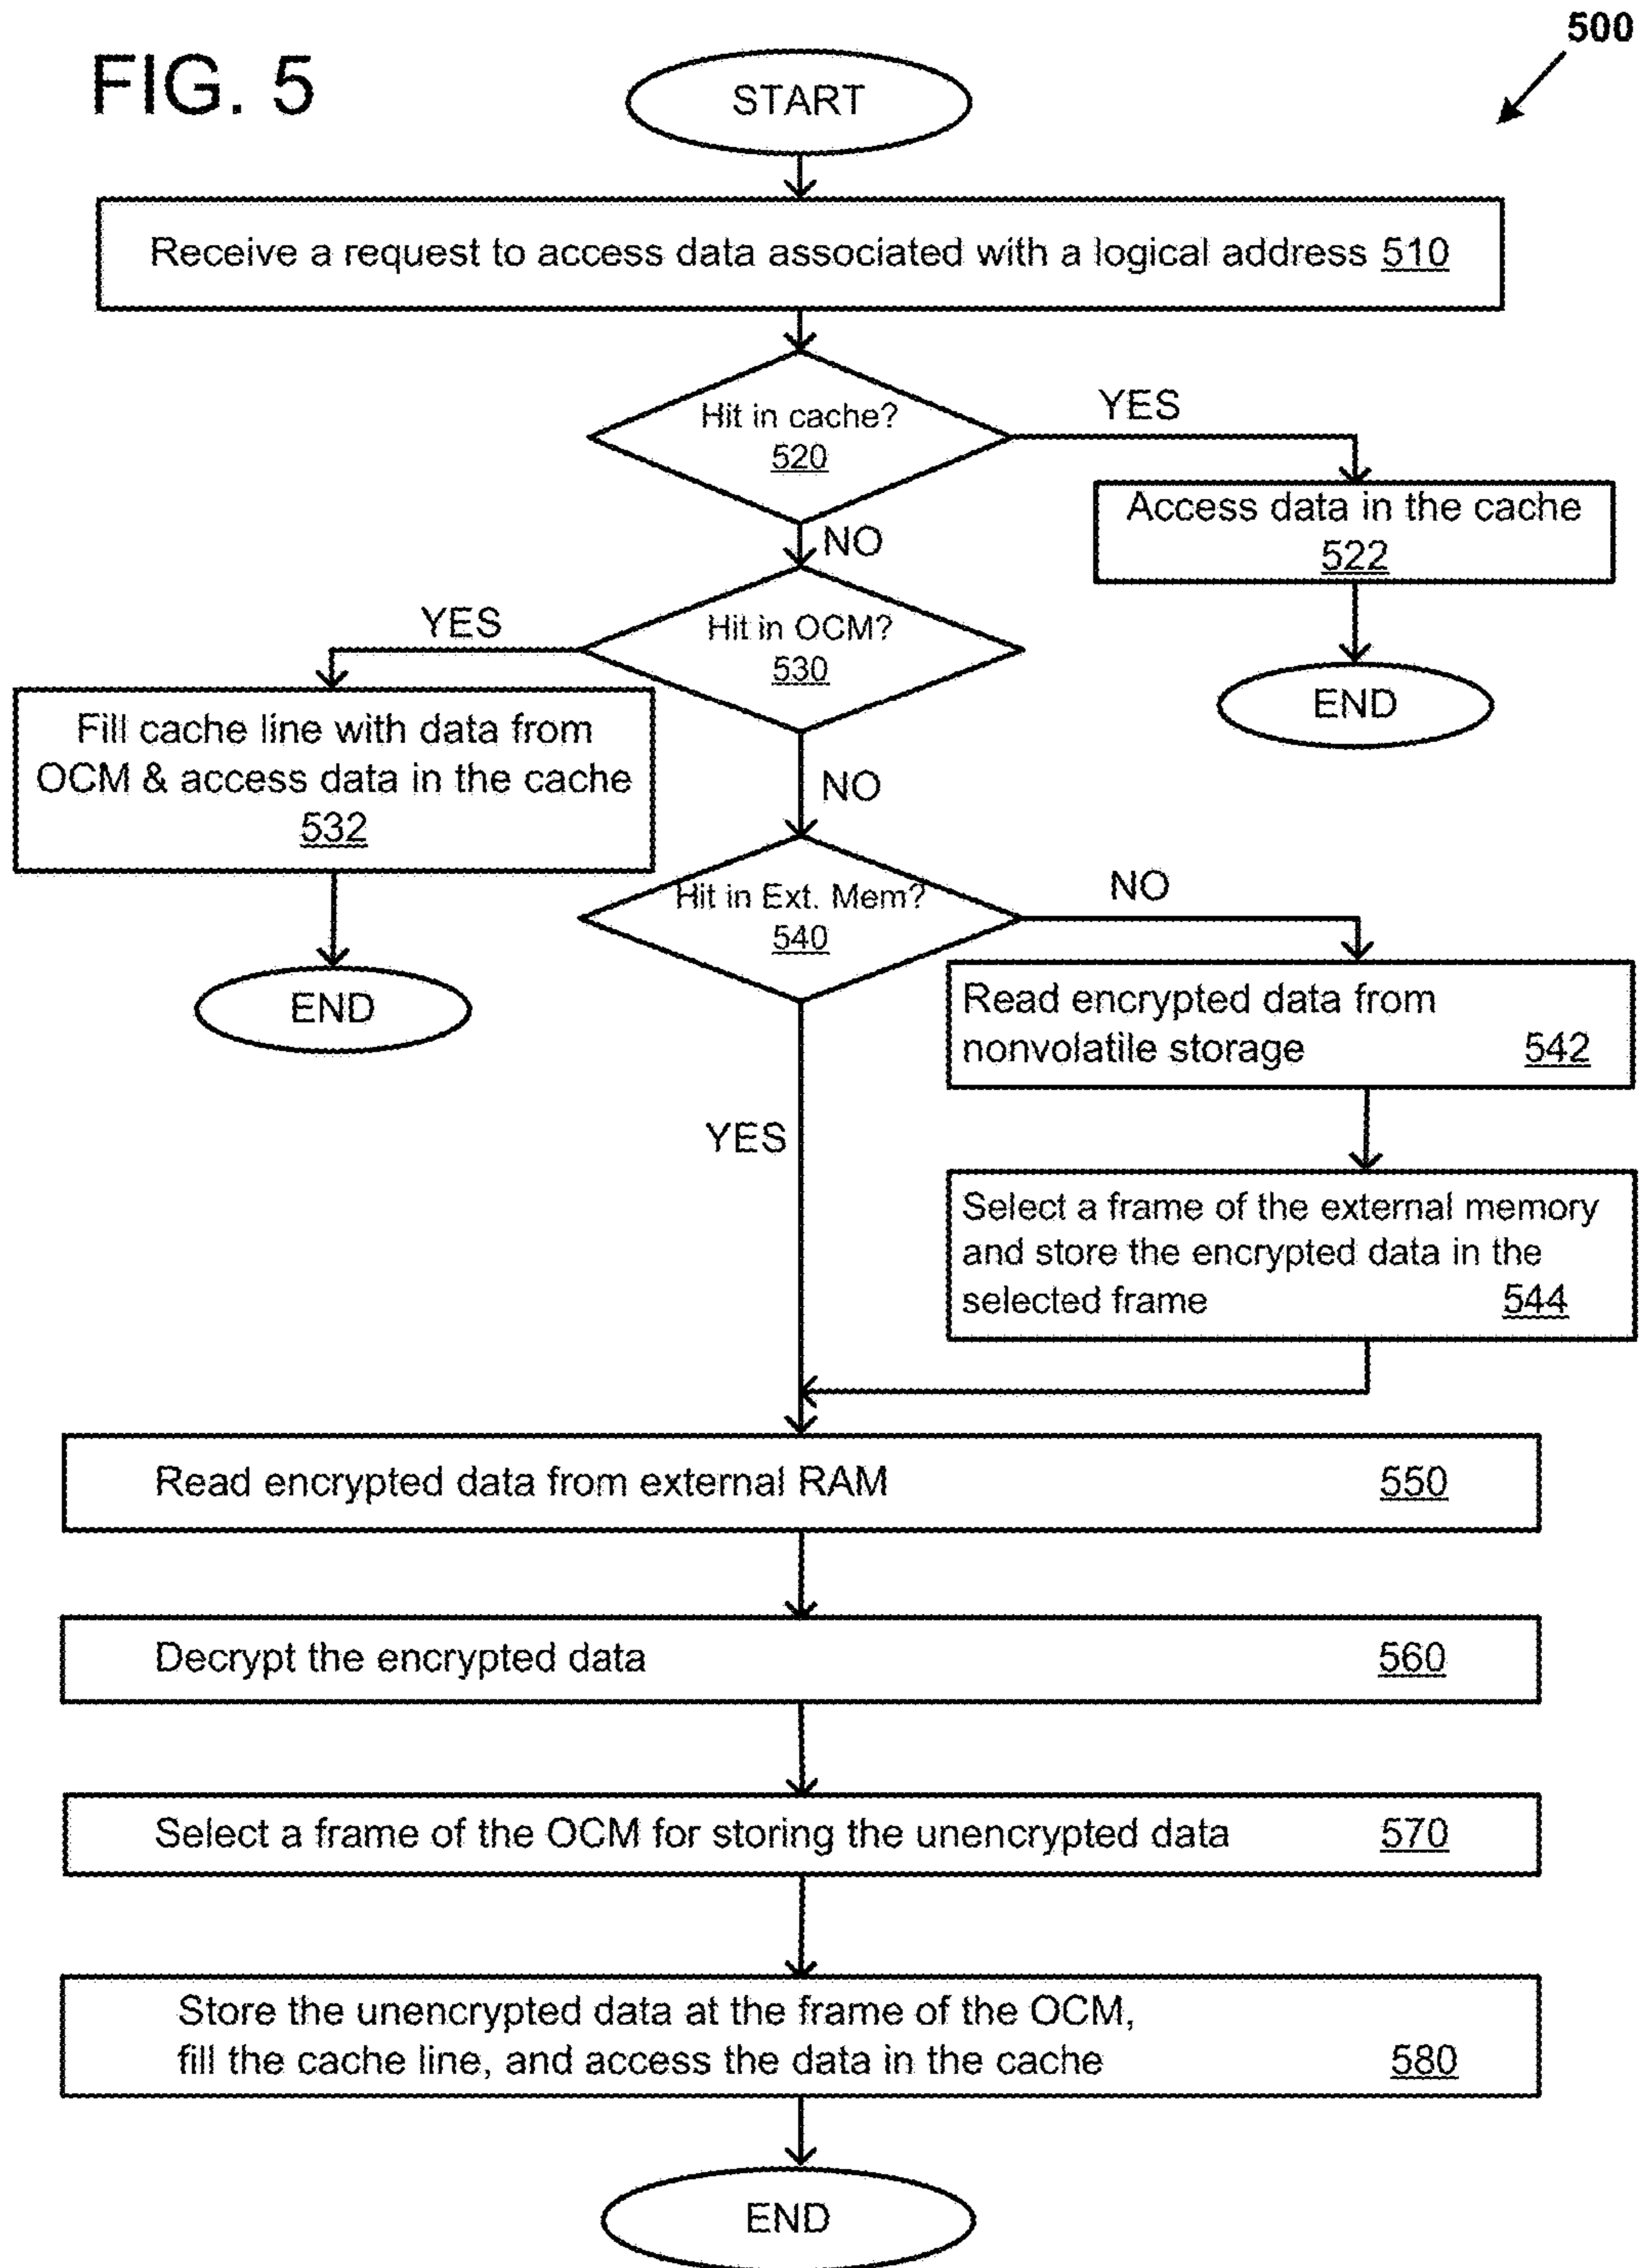 500
FIG. 5
START
Receive a request to access data associated with a logical address 510
Hit in cache?
520
YES
Access data in the cache
522
NO
END
Hit in OCM?
530
YES
Fill cache line with data from
OCM & access data in the cache
532
END
NO
Hit in Ext. Mem?
540
NO
Read encrypted data from
nonvolatile storage 542
YES
Select a frame of the external memory
and store the encrypted data in the
selected frame 544
Read encrypted data from external RAM 550
Decrypt the encrypted data 560
Select a frame of the OCM for storing the unencrypted data 570
Store the unencrypted data at the frame of the OCM,
fill the cache line, and access the data in the cache 580
END